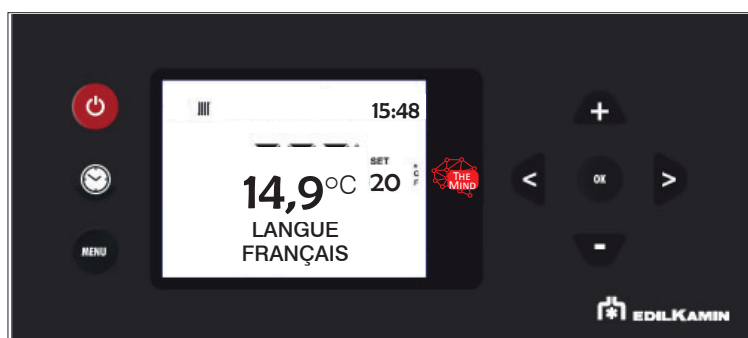 15:48
SET
14,9°C 20 °C F
LANGUE
FRANÇAIS
THE
MIND
MENU
+
<
OK
>
-
EDILKAMIN